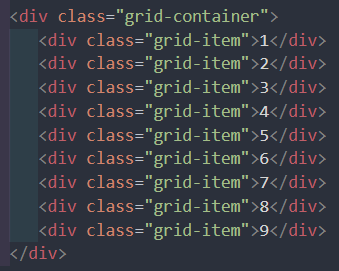 <div class="grid-container">
<div class="grid-item">1</div>
<div class="grid-item">2</div>
<div class="grid-item">3</div>
<div class="grid-item">4</div>
<div class="grid-item">5</div>
<div class="grid-item">6</div>
<div class="grid-item">7</div>
<div class="grid-item">8</div>
<div class="grid-item">9</div>
</div>